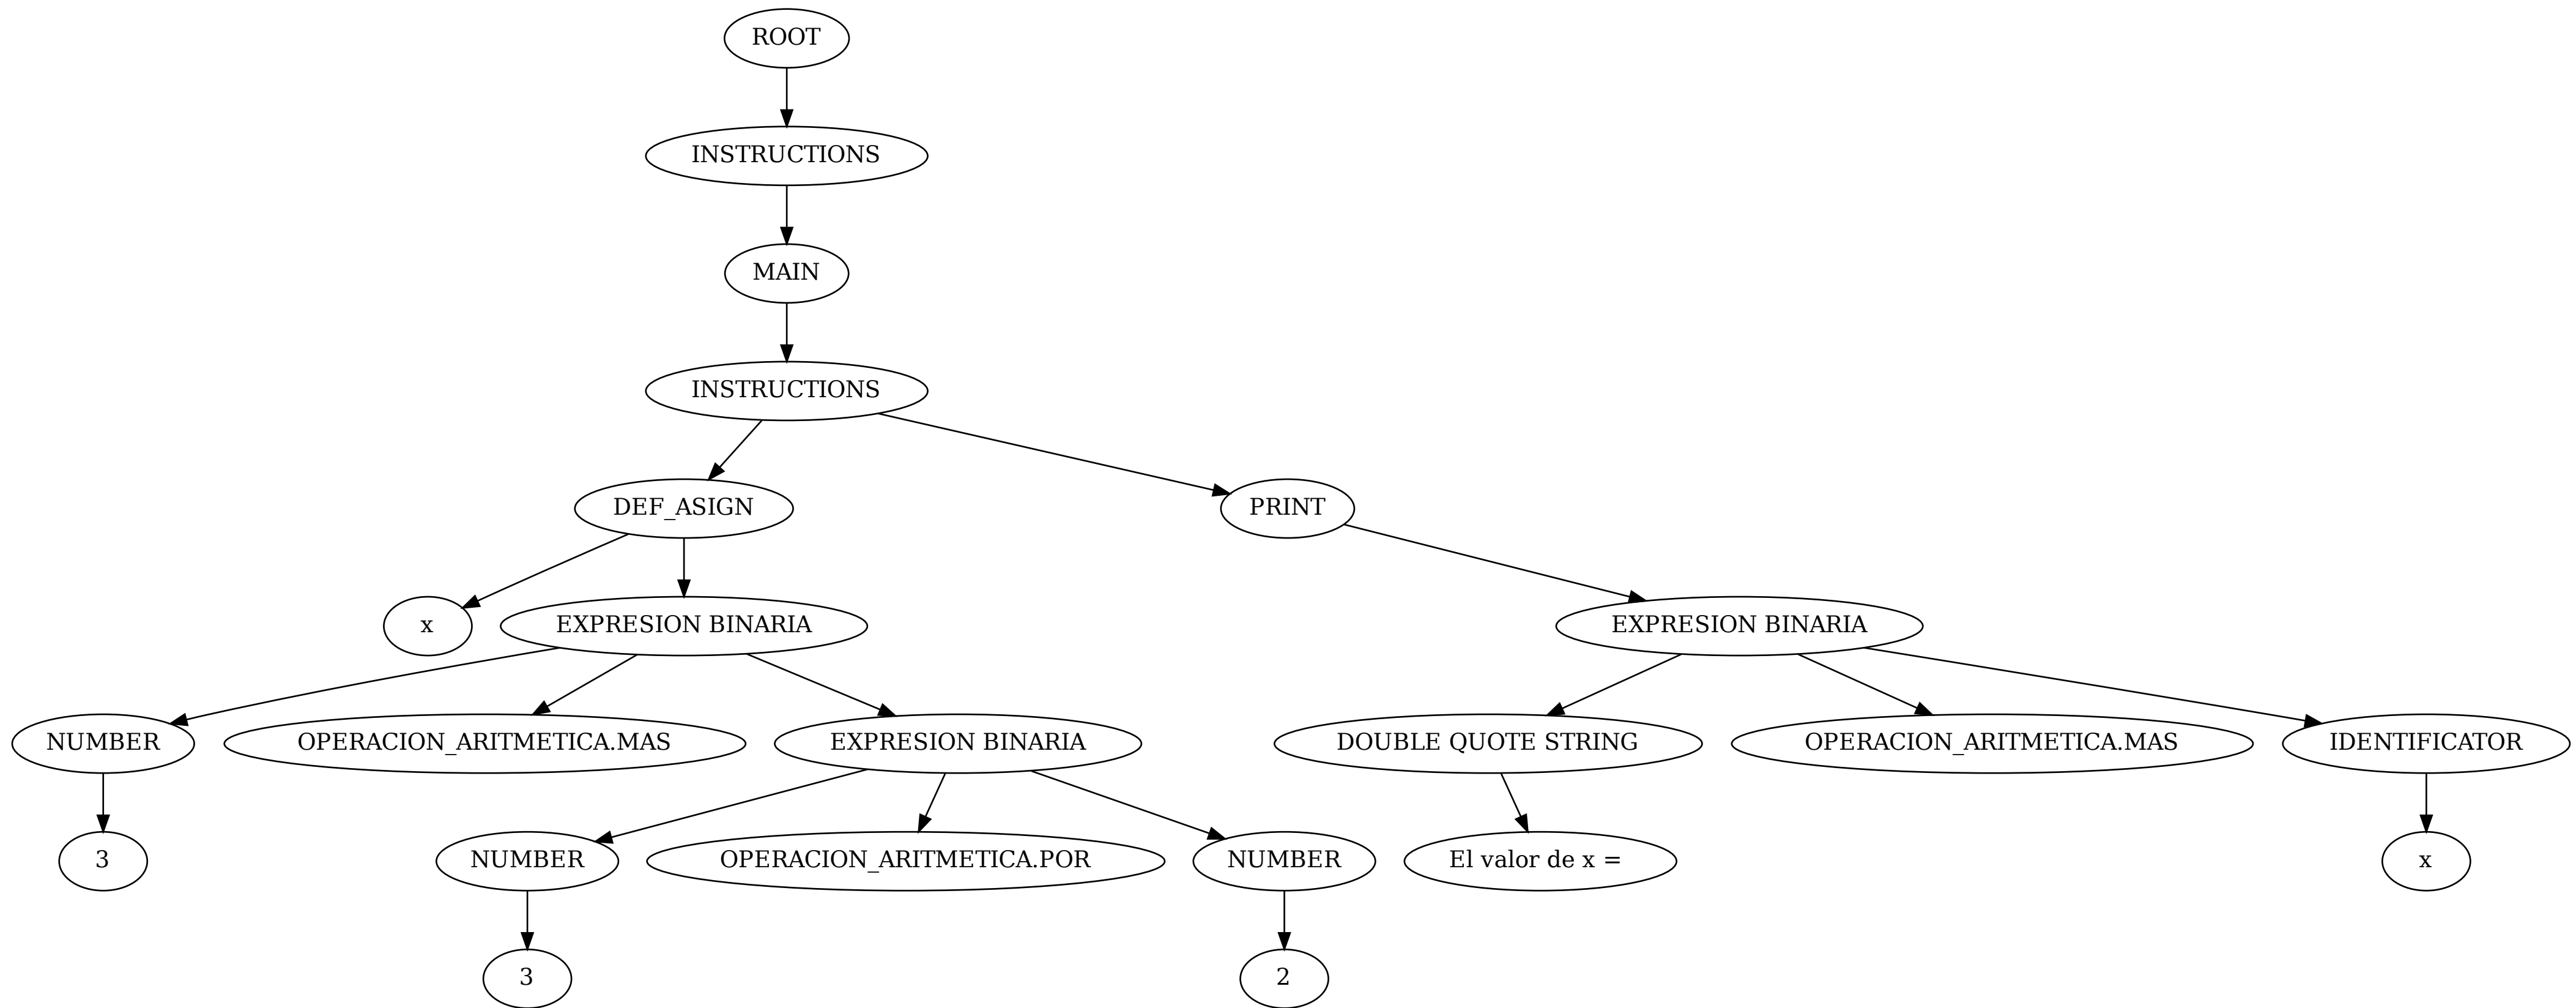 ROOT
INSTRUCTIONS
MAIN
INSTRUCTIONS
DEF_ASIGN
PRINT
x
EXPRESION BINARIA
EXPRESION BINARIA
NUMBER
OPERACION_ARITMETICA.MAS
EXPRESION BINARIA
DOUBLE QUOTE STRING
OPERACION_ARITMETICA.MAS
IDENTIFICATOR
3
NUMBER
OPERACION_ARITMETICA.POR
NUMBER
El valor de x =
x
3
2